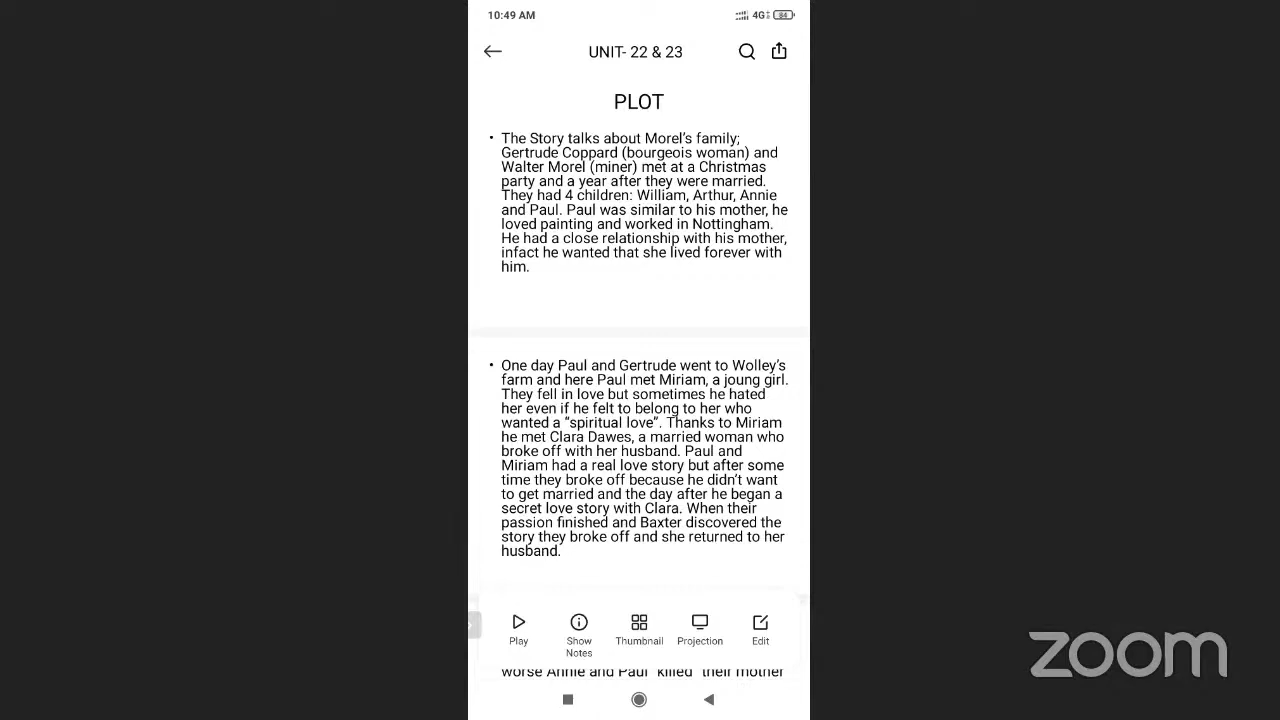 10:49 AM 4G 84
UNIT- 22 & 23
PLOT
• The Story talks about Morel's family;
Gertrude Coppard (bourgeois woman) and
Walter Morel (miner) met at a Christmas
party and a year after they were married.
They had 4 children: William, Arthur, Annie
and Paul. Paul was similar to his mother, he
loved painting and worked in Nottingham.
He had a close relationship with his mother,
infact he wanted that she lived forever with
him.
• One day Paul and Gertrude went to Wolley's
farm and here Paul met Miriam, a joung girl.
They fell in love but sometimes he hated
her even if he felt to belong to her who
wanted a “spiritual love”. Thanks to Miriam
he met Clara Dawes, a married woman who
broke off with her husband. Paul and
Miriam had a real love story but after some
time they broke off because he didn't want
to get married and the day after he began a
secret love story with Clara. When their
passion finished and Baxter discovered the
story they broke off and she returned to her
husband.
Play Show Notes Thumbnail Projection Edit
worse Annie and Paul “killed” their mother
zoom